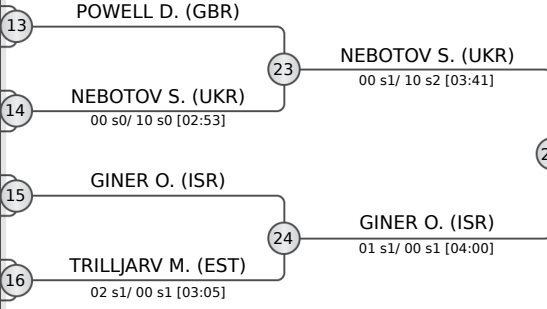 POWELL D. (GBR)
13
NEBOTOV S. (UKR)
23
00 s1/ 10 s2 [03:41]
NEBOTOV S. (UKR)
14
00 s0/ 10 s0 [02:53]
GINER O. (ISR)
15
GINER O. (ISR)
24
01 s1/ 00 s1 [04:00]
TRILLJARV M. (EST)
16
02 s1/ 00 s1 [03:05]